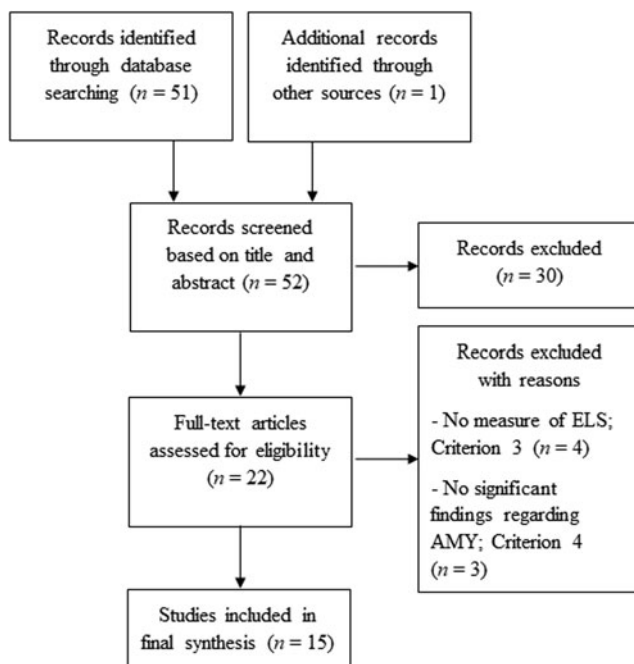 Records identified
through database
searching (n = 51)
Additional records
identified through
other sources (n = 1)
Records screened
based on title and
abstract (n = 52)
Records excluded
(n = 30)
Full-text articles
assessed for eligibility
(n = 22)
Records excluded
with reasons
- No measure of ELS;
Criterion 3 (n = 4)
- No significant
findings regarding
AMY; Criterion 4
(n = 3)
Studies included in
final synthesis (n = 15)